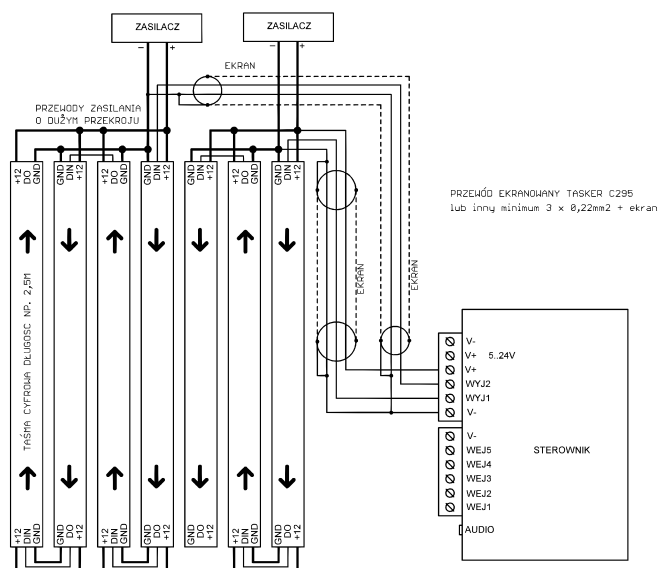 ZASILACZ
ZASILACZ
− +
− +
EKRAN
PRZEWODY ZASILANIA
O DUŻYM PRZEKROJU
+12 DO GND
GND DIN +12
+12 DO GND
GND DIN +12
GND DIN +12
+12 DO GND
GND DIN +12
PRZEWÓD EKRANOWANY TASKER C295
lub inny minimum 3 x 0,22mm2 + ekran
EKRAN
EKRAN
TAŚMA CYFROWA DŁUGOSC NP. 2,5M
V-
V+ 5..24V
V+
WYJ2
WYJ1
V-
V-
WEJ5
WEJ4
WEJ3
WEJ2
WEJ1
AUDIO
STEROWNIK
+12 DIN GND
GND DO +12
+12 DIN GND
GND DO +12
GND DO +12
+12 DIN GND
GND DO +12